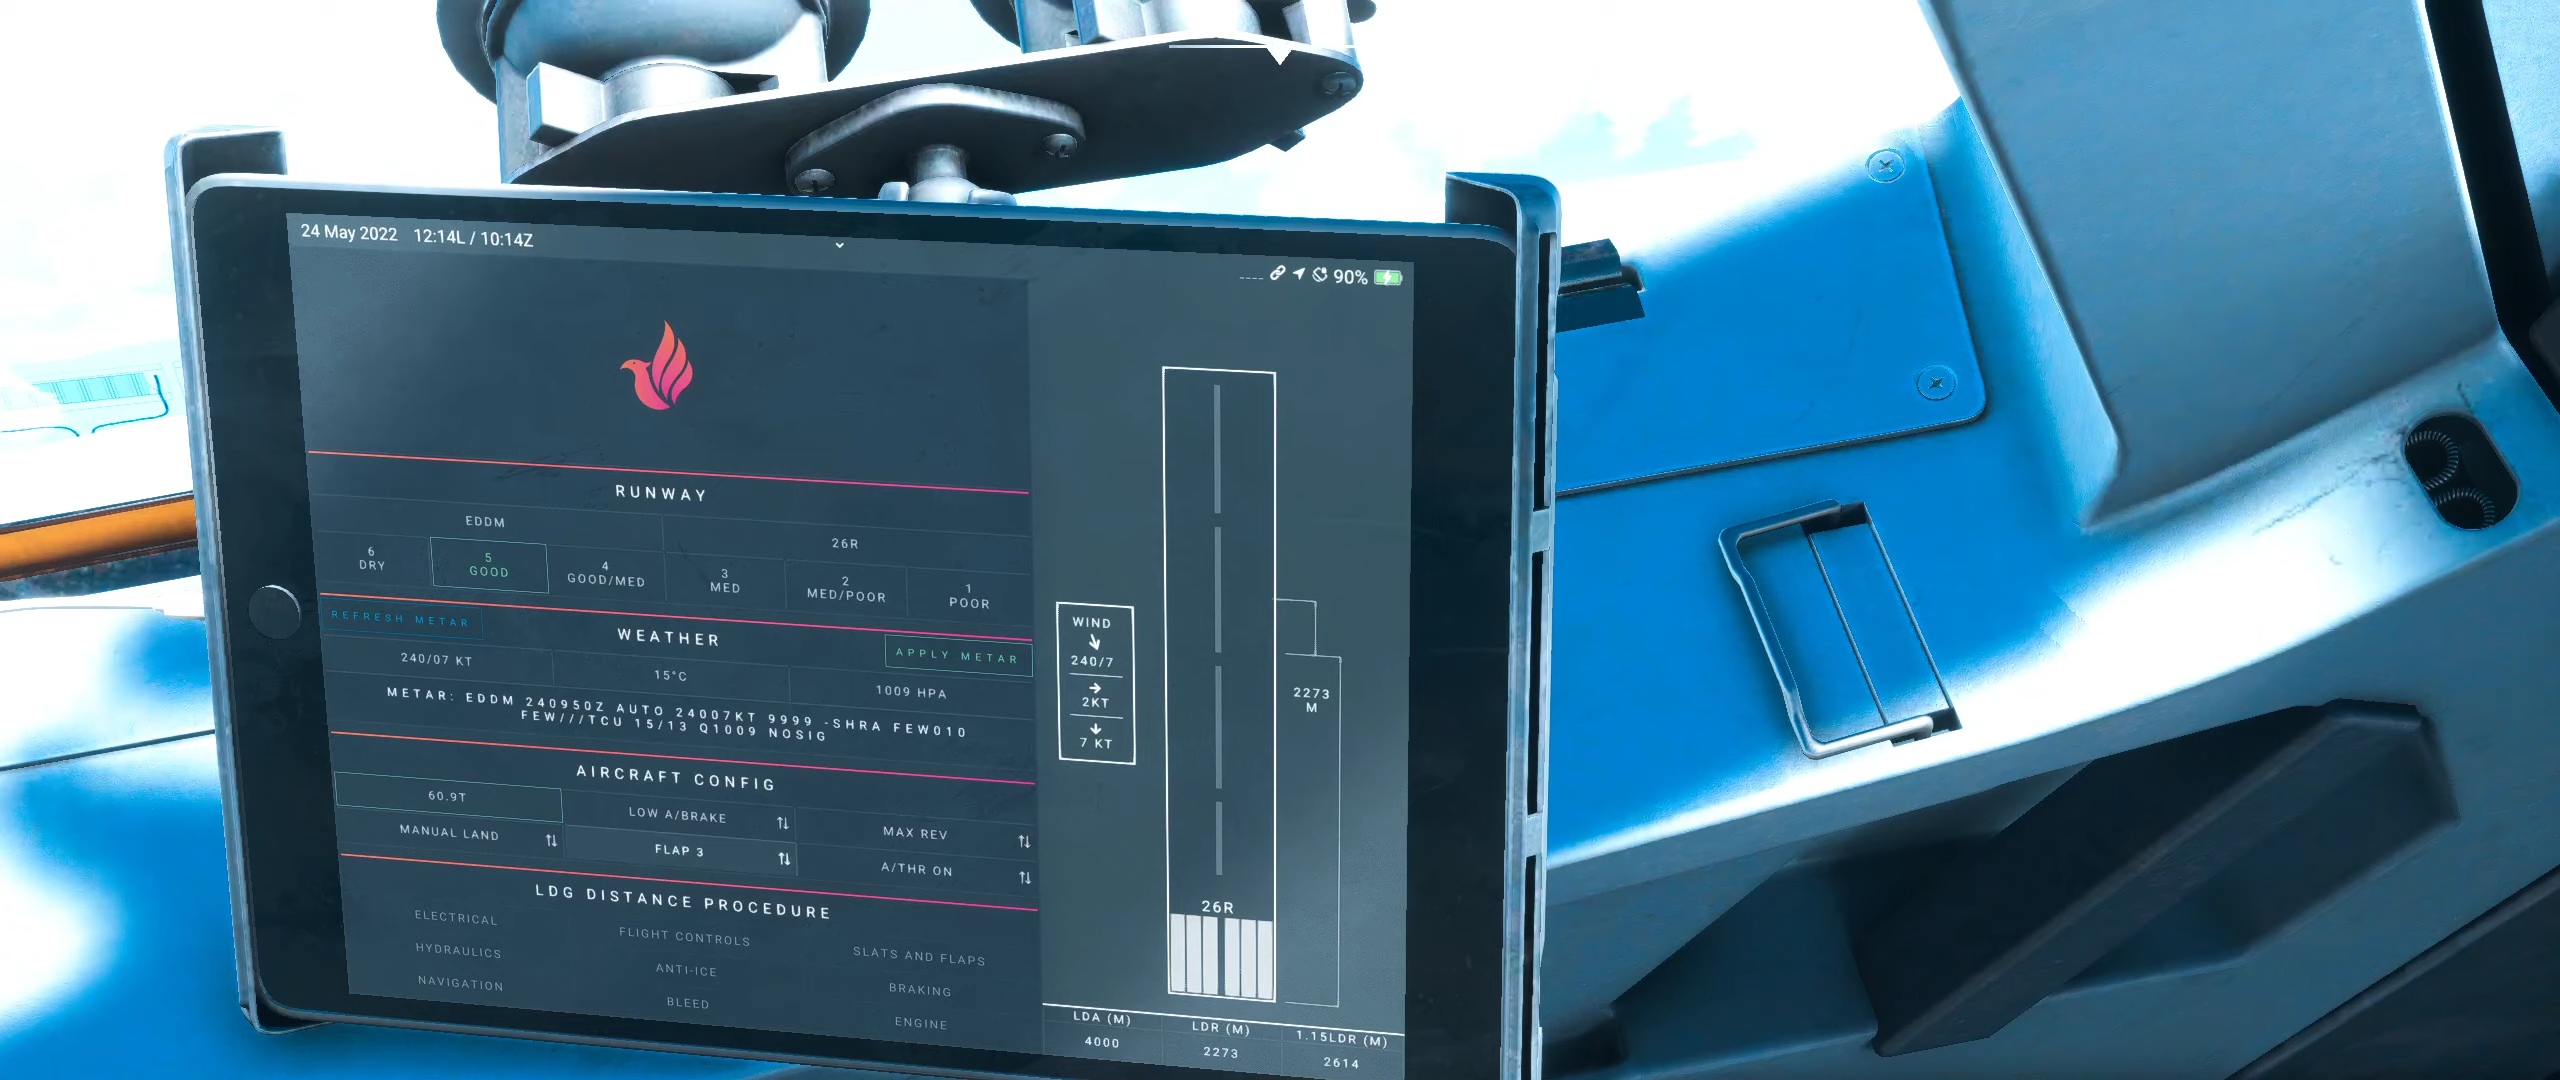 24 May 2022 12:14L / 10:14Z
90%
RUNWAY
EDDM
26R
6 DRY
5 GOOD
4 GOOD/MED
3 MED
2 MED/POOR
1 POOR
REFRESH METAR
WEATHER
APPLY METAR
240/07 KT
15°C
1009 HPA
METAR: EDDM 240950Z AUTO 24007KT 9999 -SHRA FEW010
FEW///TCU 15/13 Q1009 NOSIG
AIRCRAFT CONFIG
60.9T
LOW A/BRAKE
MAX REV
MANUAL LAND
FLAP 3
A/THR ON
LDG DISTANCE PROCEDURE
ELECTRICAL
FLIGHT CONTROLS
SLATS AND FLAPS
HYDRAULICS
ANTI-ICE
BRAKING
NAVIGATION
BLEED
ENGINE
WIND
240/7
2KT
7 KT
2273
M
26R
LDA (M)
LDR (M)
1.15LDR (M)
4000
2273
2614